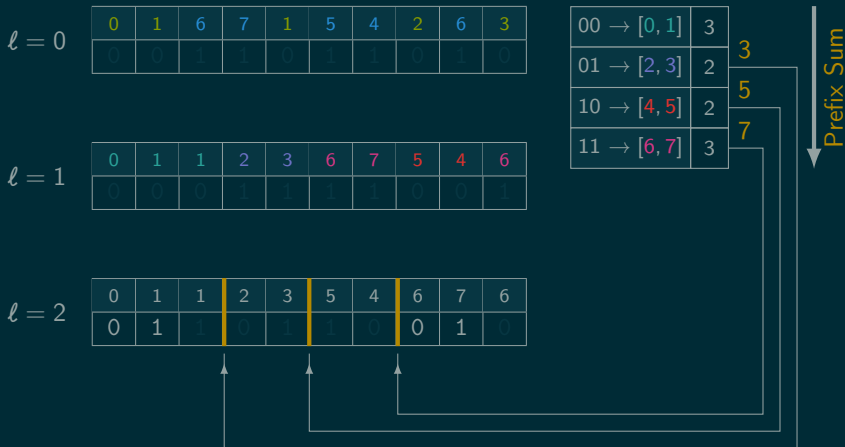 ℓ = 0
0 1 6 7 1 5 4 2 6 3
0 0 1 1 0 1 1 0 1 0
ℓ = 1
0 1 1 2 3 6 7 5 4 6
0 0 0 1 1 1 1 0 0 1
ℓ = 2
0 1 1 2 3 5 4 6 7 6
0 1 1 0 1 1 0 0 1 0
00 → [0, 1] 3
01 → [2, 3] 2
10 → [4, 5] 2
11 → [6, 7] 3
3
5
7
Prefix Sum